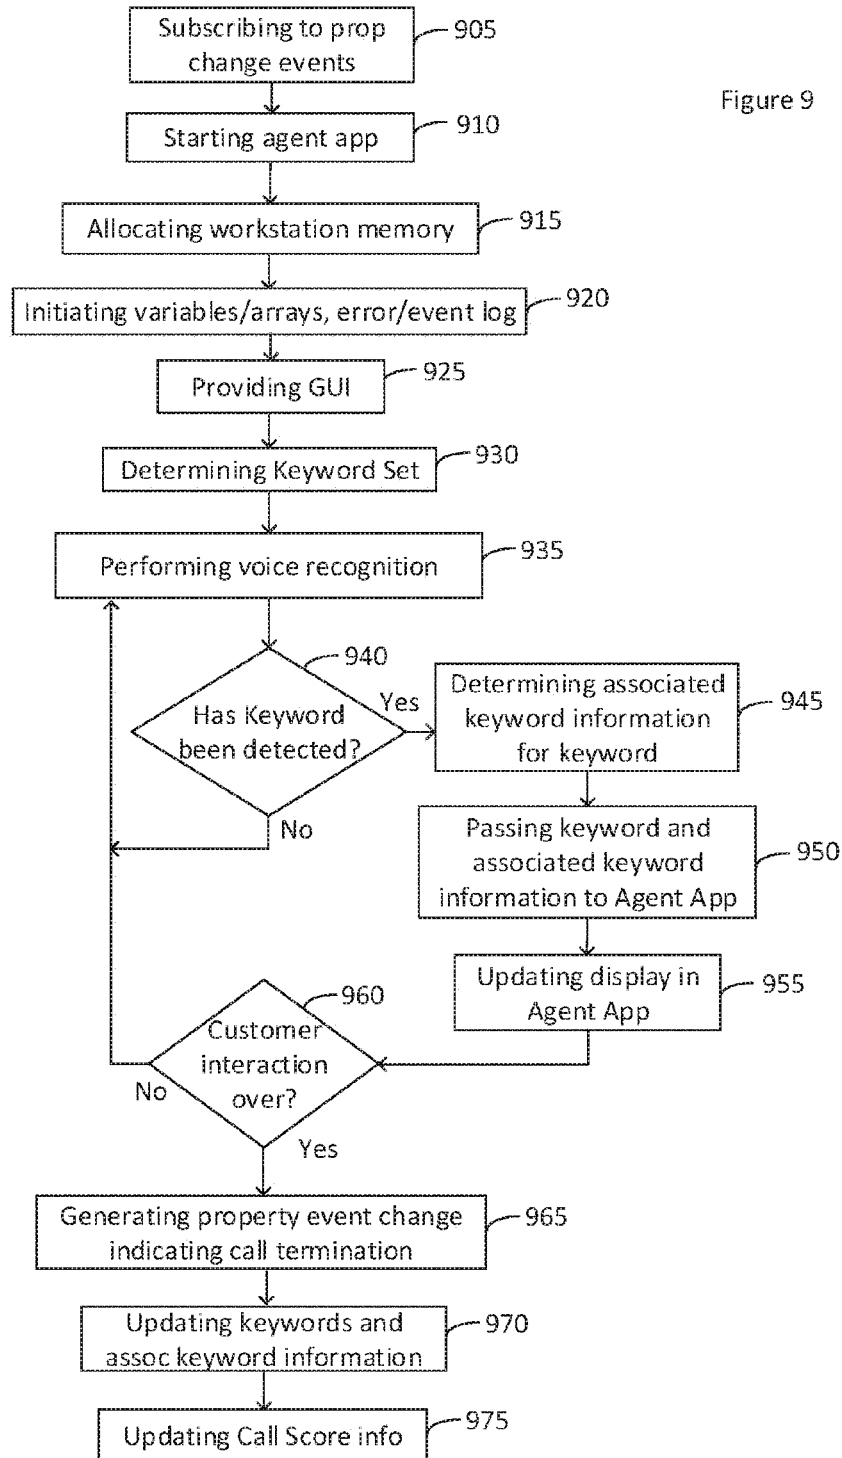 Subscribing to prop
change events
905
Figure 9
Starting agent app
910
Allocating workstation memory
915
Initiating variables/arrays, error/event log
920
Providing GUI
925
Determining Keyword Set
930
Performing voice recognition
935
940
Has Keyword
been detected?
Yes
No
Determining associated
keyword information
for keyword
945
Passing keyword and
associated keyword
information to Agent App
950
Updating display in
Agent App
955
960
Customer
interaction
over?
No
Yes
Generating property event change
indicating call termination
965
Updating keywords and
assoc keyword information
970
Updating Call Score info
975